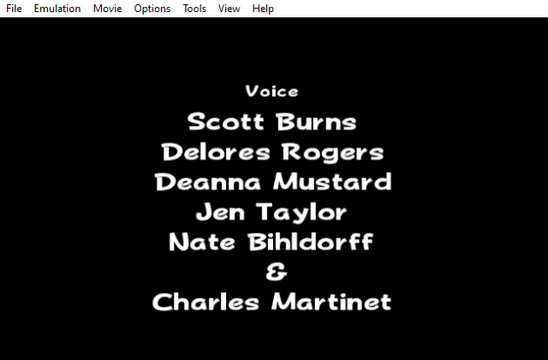 File Emulation Movie Options Tools View Help
Voice
Scott Burns
Delores Rogers
Deanna Mustard
Jen Taylor
Nate Bihldorff
&
Charles Martinet